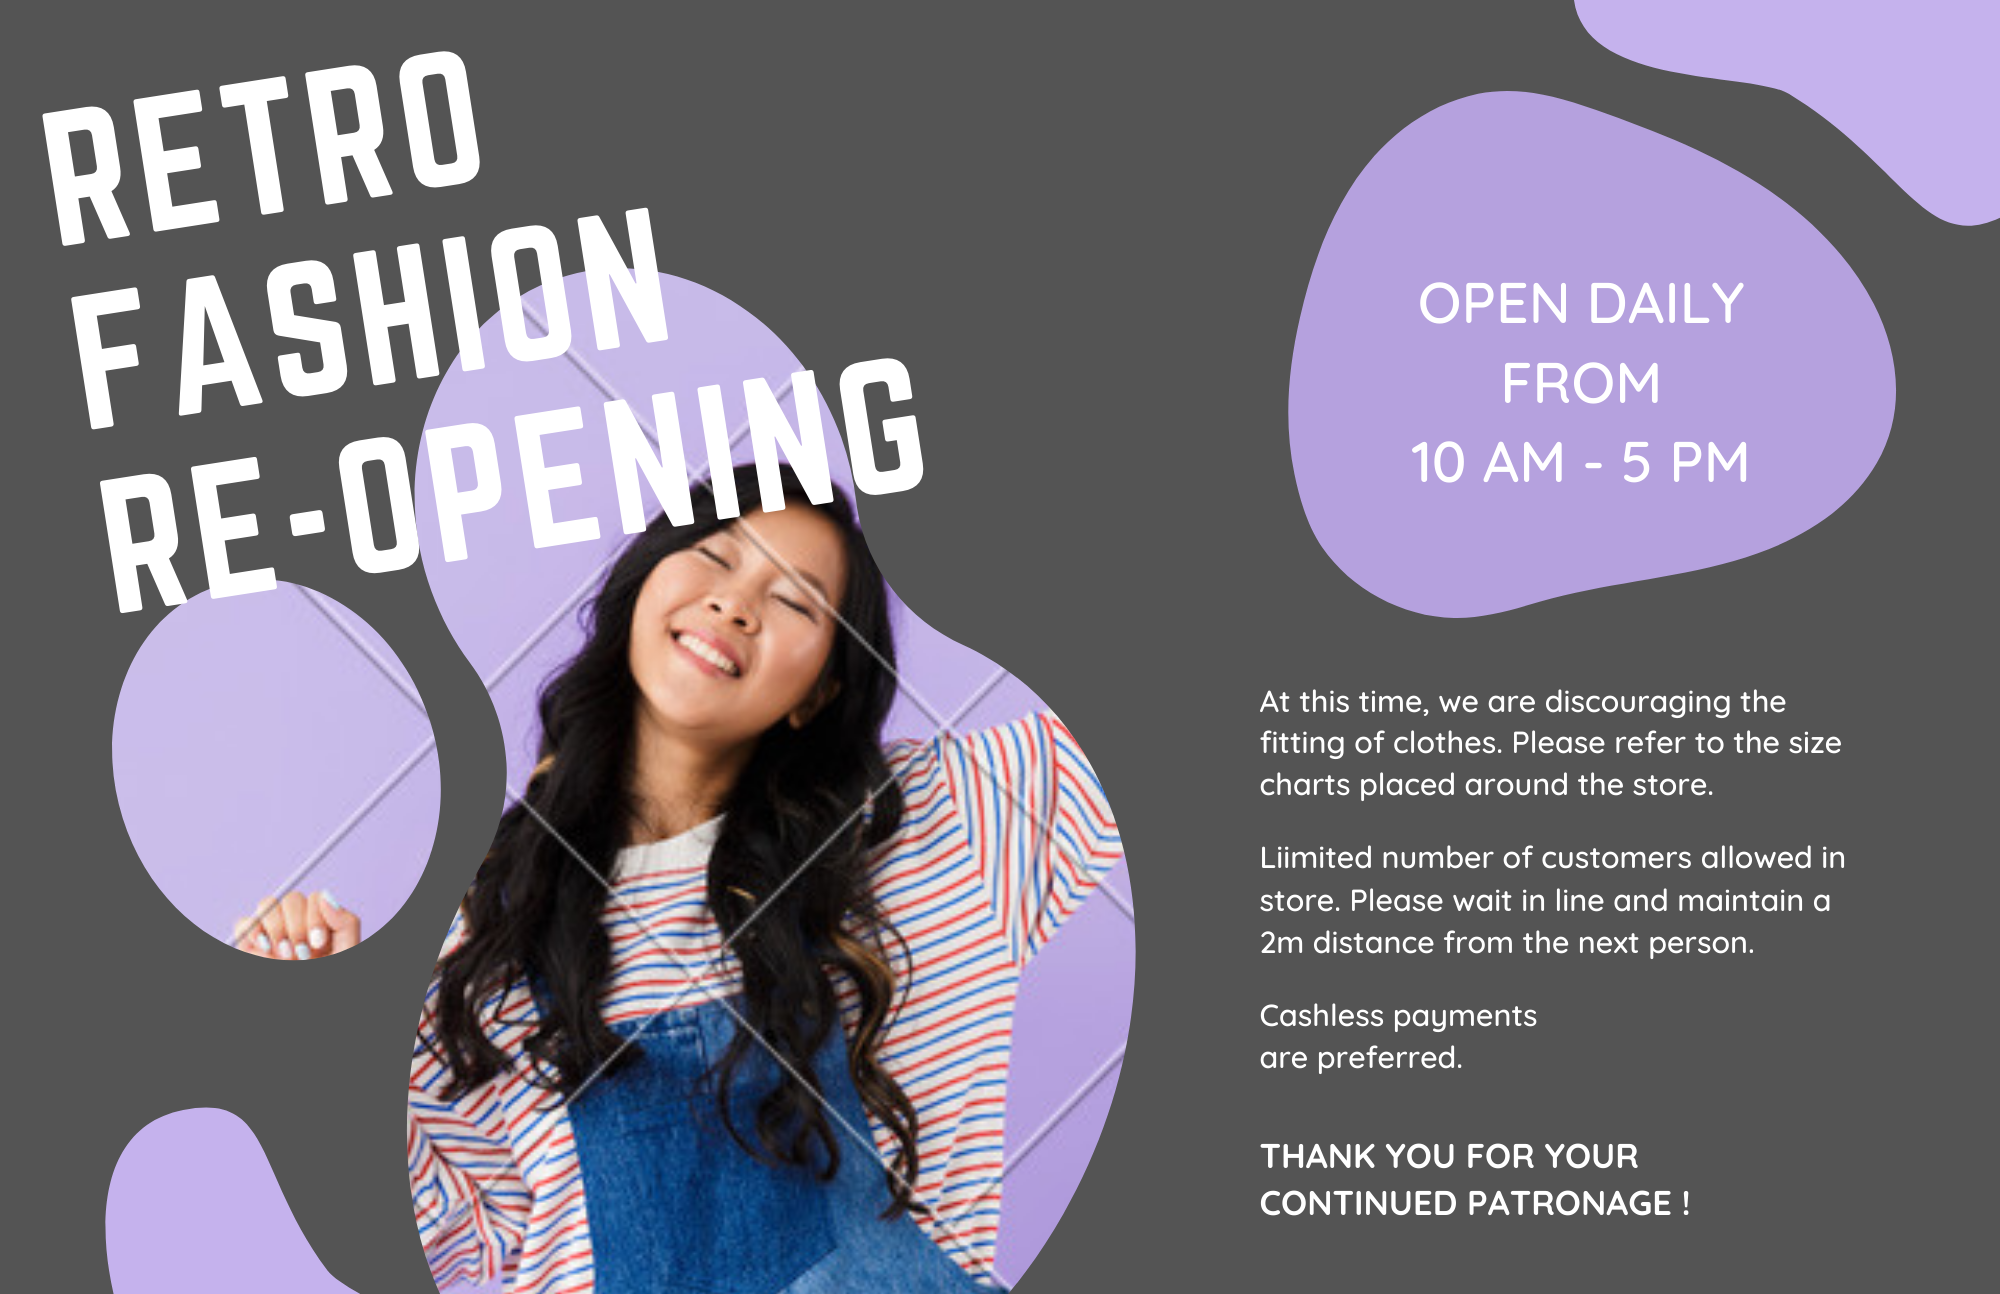 RETRO
FASHION
RE-OPENING
OPEN DAILY
FROM
10 AM - 5 PM
At this time, we are discouraging the
fitting of clothes. Please refer to the size
charts placed around the store.
Liimited number of customers allowed in
store. Please wait in line and maintain a
2m distance from the next person.
Cashless payments
are preferred.
THANK YOU FOR YOUR
CONTINUED PATRONAGE !